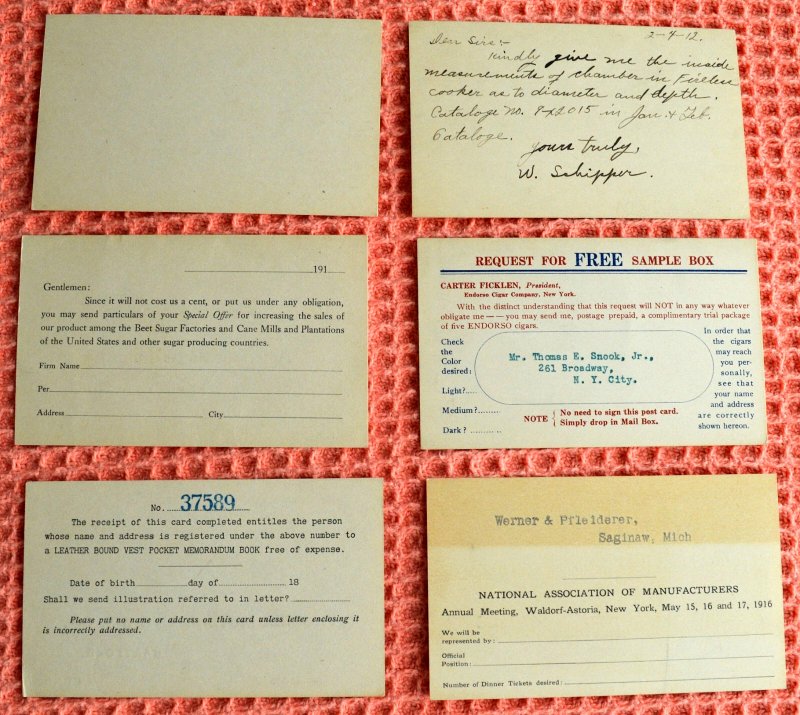 2-4-12.
Dear Sirs:-
Kindly give me the inside
measurements of chamber in Fireless
cooker as to diameter and depth.
Cataloge No. 942015 in Jan. & Feb.
Cataloge.
yours truly,
W. Schipper.
191
Gentlemen:
Since it will not cost us a cent, or put us under any obligation,
you may send particulars of your Special Offer for increasing the sales of
our product among the Beet Sugar Factories and Cane Mills and Plantations
of the United States and other sugar producing countries.
Firm Name
Per
Address City
REQUEST FOR FREE SAMPLE BOX
CARTER FICKLEN, President,
Endorso Cigar Company, New York.
With the distinct understanding that this request will NOT in any way whatever
obligate me -- you may send me, postage prepaid, a complimentary trial package
of five ENDORSO cigars.
Check
the
Color
desired:
Light?
Medium?
Dark?
Mr. Thomas E. Snook, Jr.,
261 Broadway,
N. Y. City.
In order that
the cigars
may reach
you per-
sonally,
see that
your name
and address
are correctly
shown hereon.
NOTE { No need to sign this post card.
Simply drop in Mail Box.
No. 37589
The receipt of this card completed entitles the person
whose name and address is registered under the above number to
a LEATHER BOUND VEST POCKET MEMORANDUM BOOK free of expense.
Date of birth day of 18
Shall we send illustration referred to in letter?
Please put no name or address on this card unless letter enclosing it
is incorrectly addressed.
Werner & Pfleiderer,
Saginaw, Mich
NATIONAL ASSOCIATION OF MANUFACTURERS
Annual Meeting, Waldorf-Astoria, New York, May 15, 16 and 17, 1916
We will be
represented by:
Official
Position:
Number of Dinner Tickets desired: